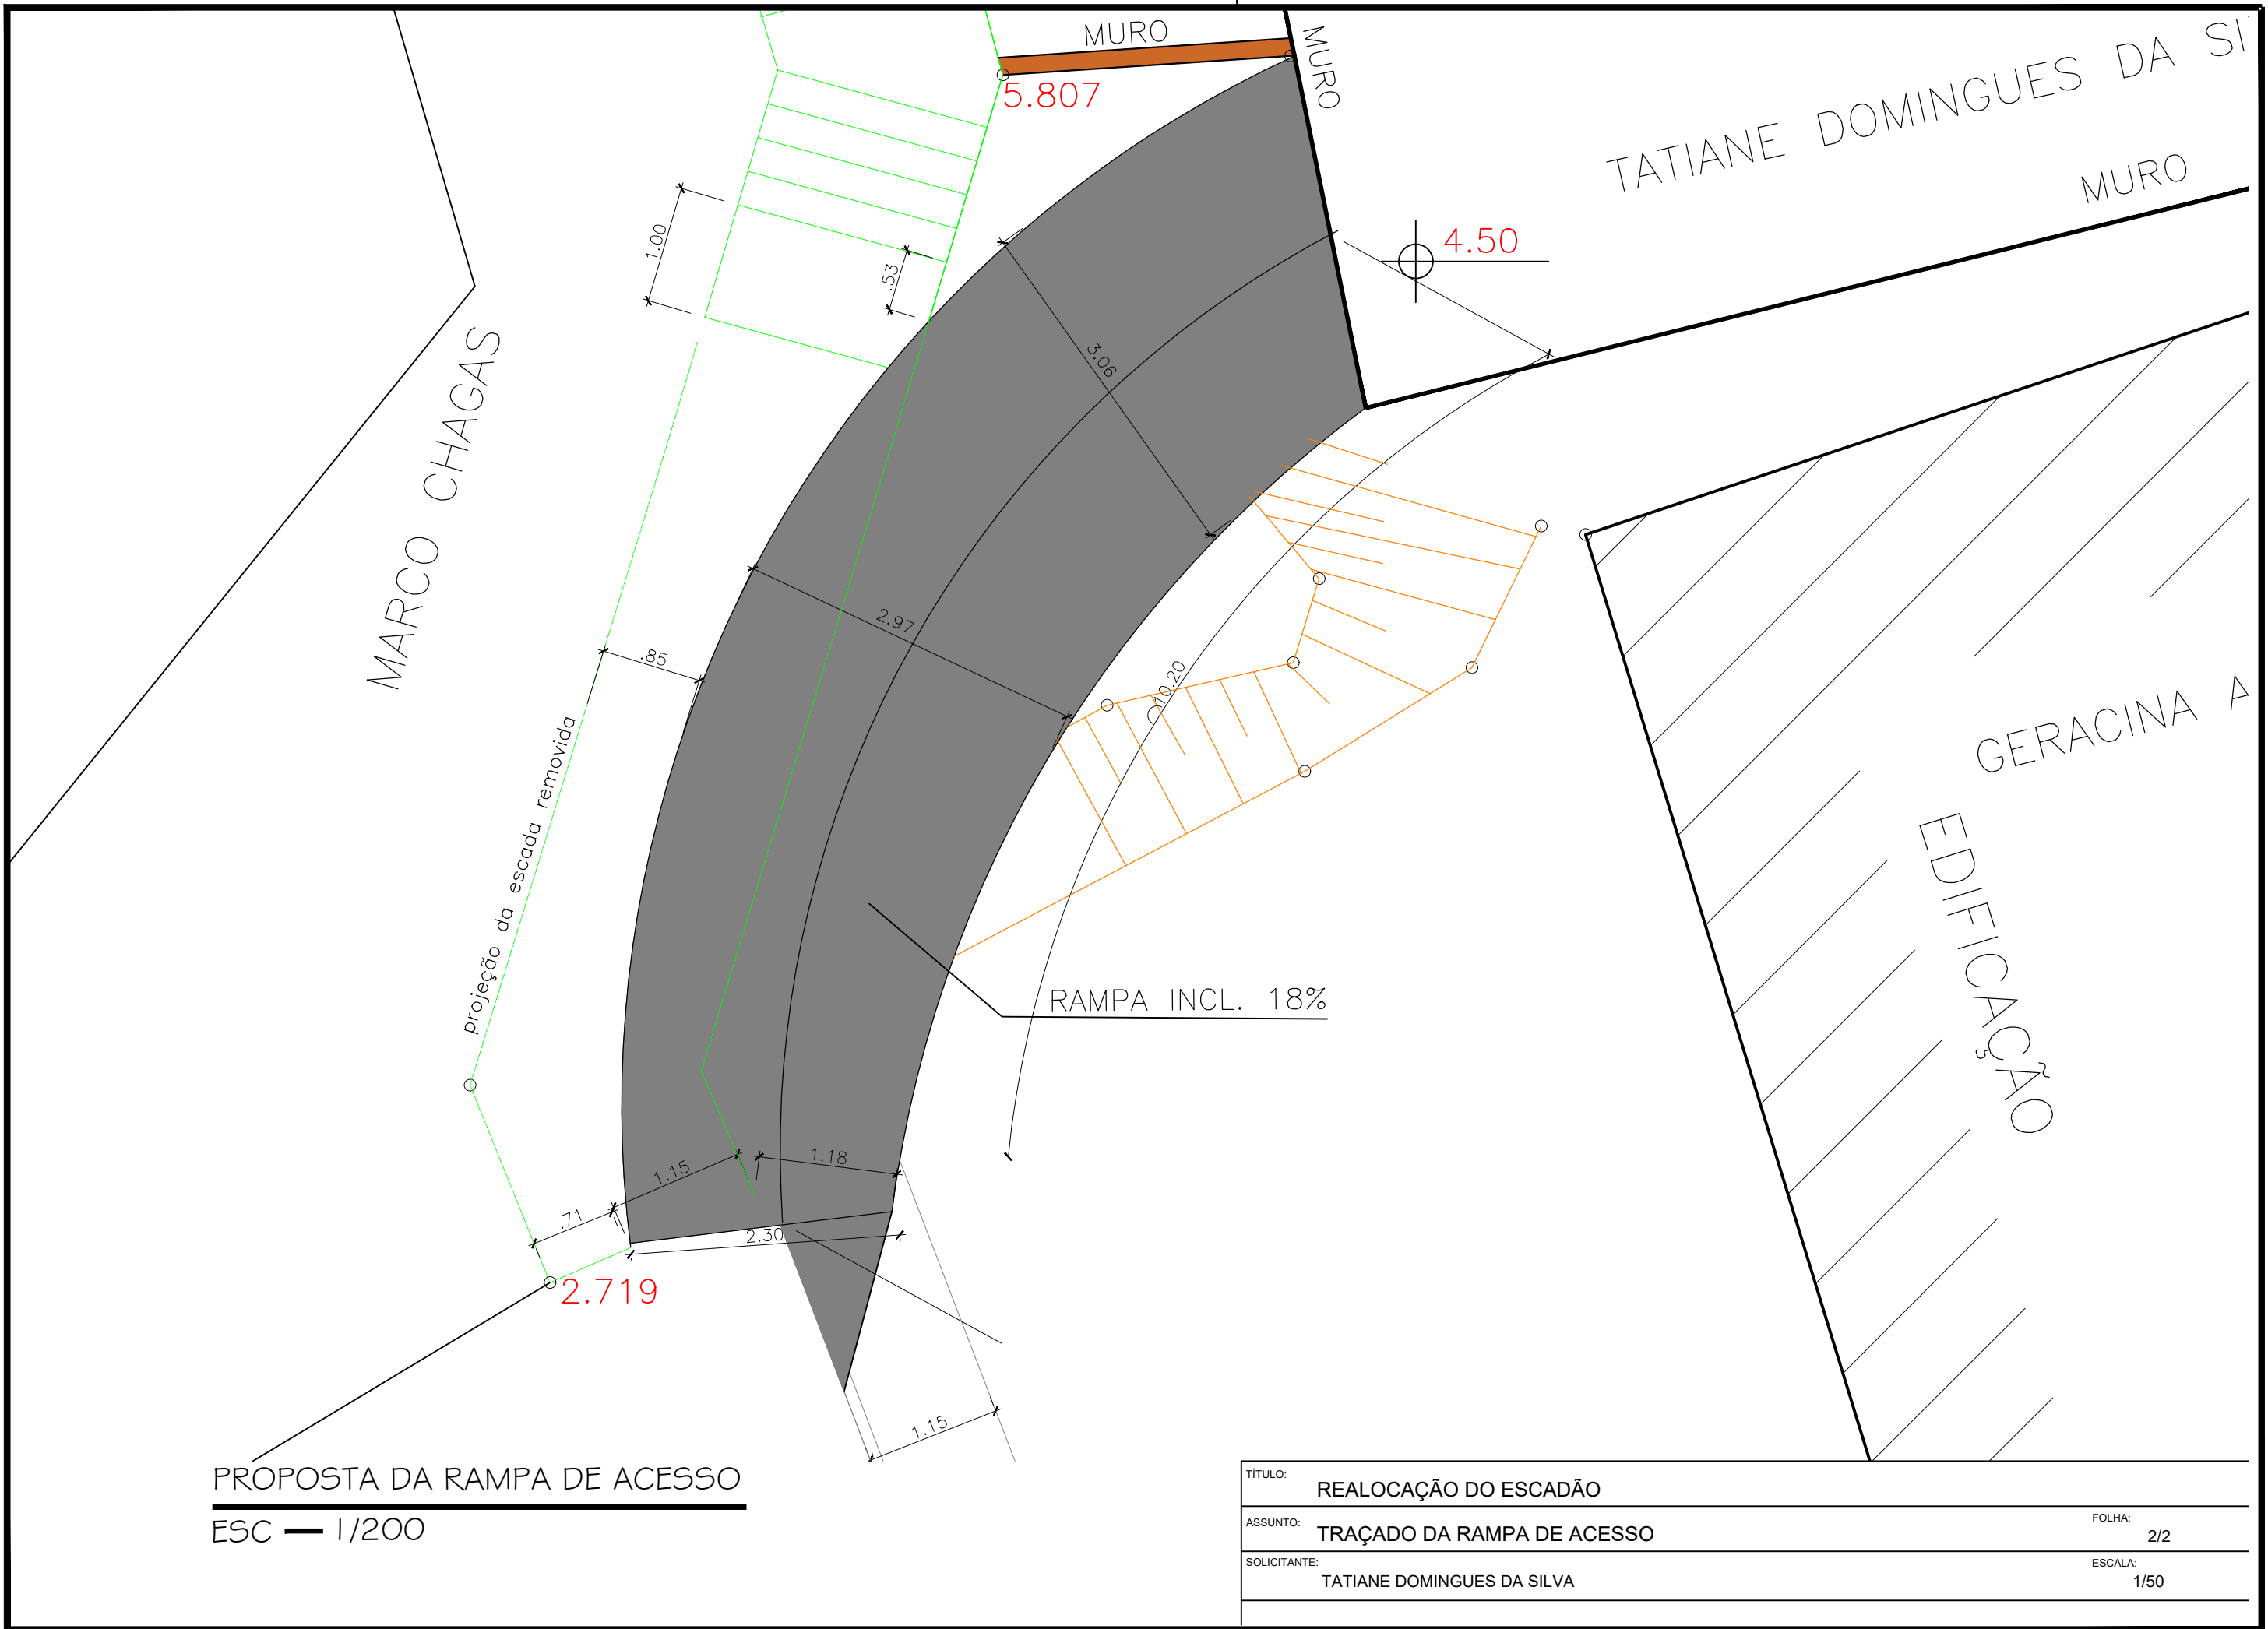 MURO
MURO
5.807
TATIANE DOMINGUES DA SI
MURO
4.50
1.00
.53
3.06
MARCO CHAGAS
2.97
.85
10.20
projeção da escada removida
GERACINA A
EDIFICAÇÃO
RAMPA INCL. 18%
1.15
1.18
.71
2.30
2.719
1.15
PROPOSTA DA RAMPA DE ACESSO
ESC — 1/200
TÍTULO:
REALOCAÇÃO DO ESCADÃO
ASSUNTO:
TRAÇADO DA RAMPA DE ACESSO
FOLHA:
2/2
SOLICITANTE:
TATIANE DOMINGUES DA SILVA
ESCALA:
1/50